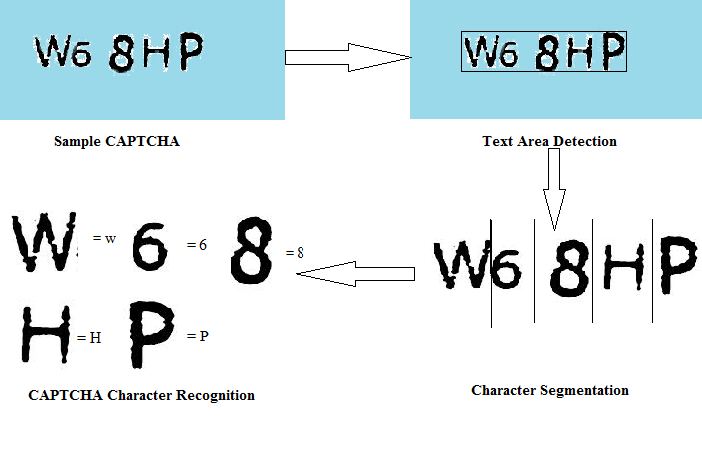 W6 8HP
W6 8HP
Sample CAPTCHA
Text Area Detection
W6 8HP
Character Segmentation
W = w 6 = 6 8 = 8
H = H P = P
CAPTCHA Character Recognition